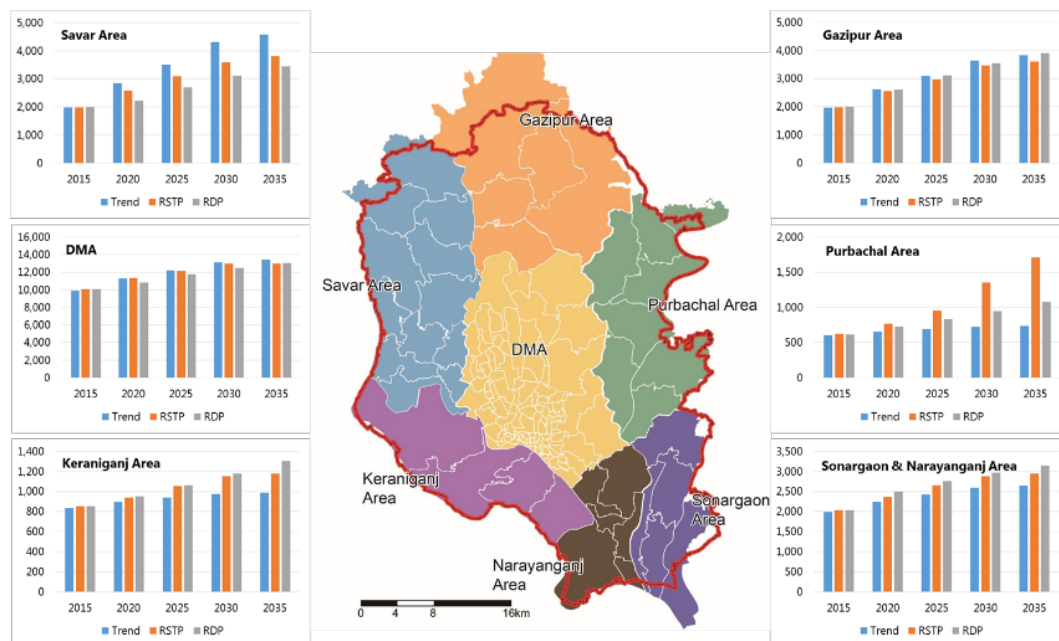 Savar Area
5,000
4,000
3,000
2,000
1,000
0
2015 2020 2025 2030 2035
Trend RSTP RDP
DMA
16,000
14,000
12,000
10,000
8,000
6,000
4,000
2,000
0
2015 2020 2025 2030 2035
Trend RSTP RDP
Keraniganj Area
1,400
1,200
1,000
800
600
400
200
0
2015 2020 2025 2030 2035
Trend RSTP RDP
Gazipur Area
Savar Area
Purbachal Area
DMA
Keraniganj
Area
Sonargaon
Area
Narayanganj
Area
0 4 8 16km
Gazipur Area
5,000
4,000
3,000
2,000
1,000
0
2015 2020 2025 2030 2035
Trend RSTP RDP
Purbachal Area
2,000
1,500
1,000
500
0
2015 2020 2025 2030 2035
Trend RSTP RDP
Sonargaon & Narayanganj Area
3,500
3,000
2,500
2,000
1,500
1,000
500
0
2015 2020 2025 2030 2035
Trend RSTP RDP